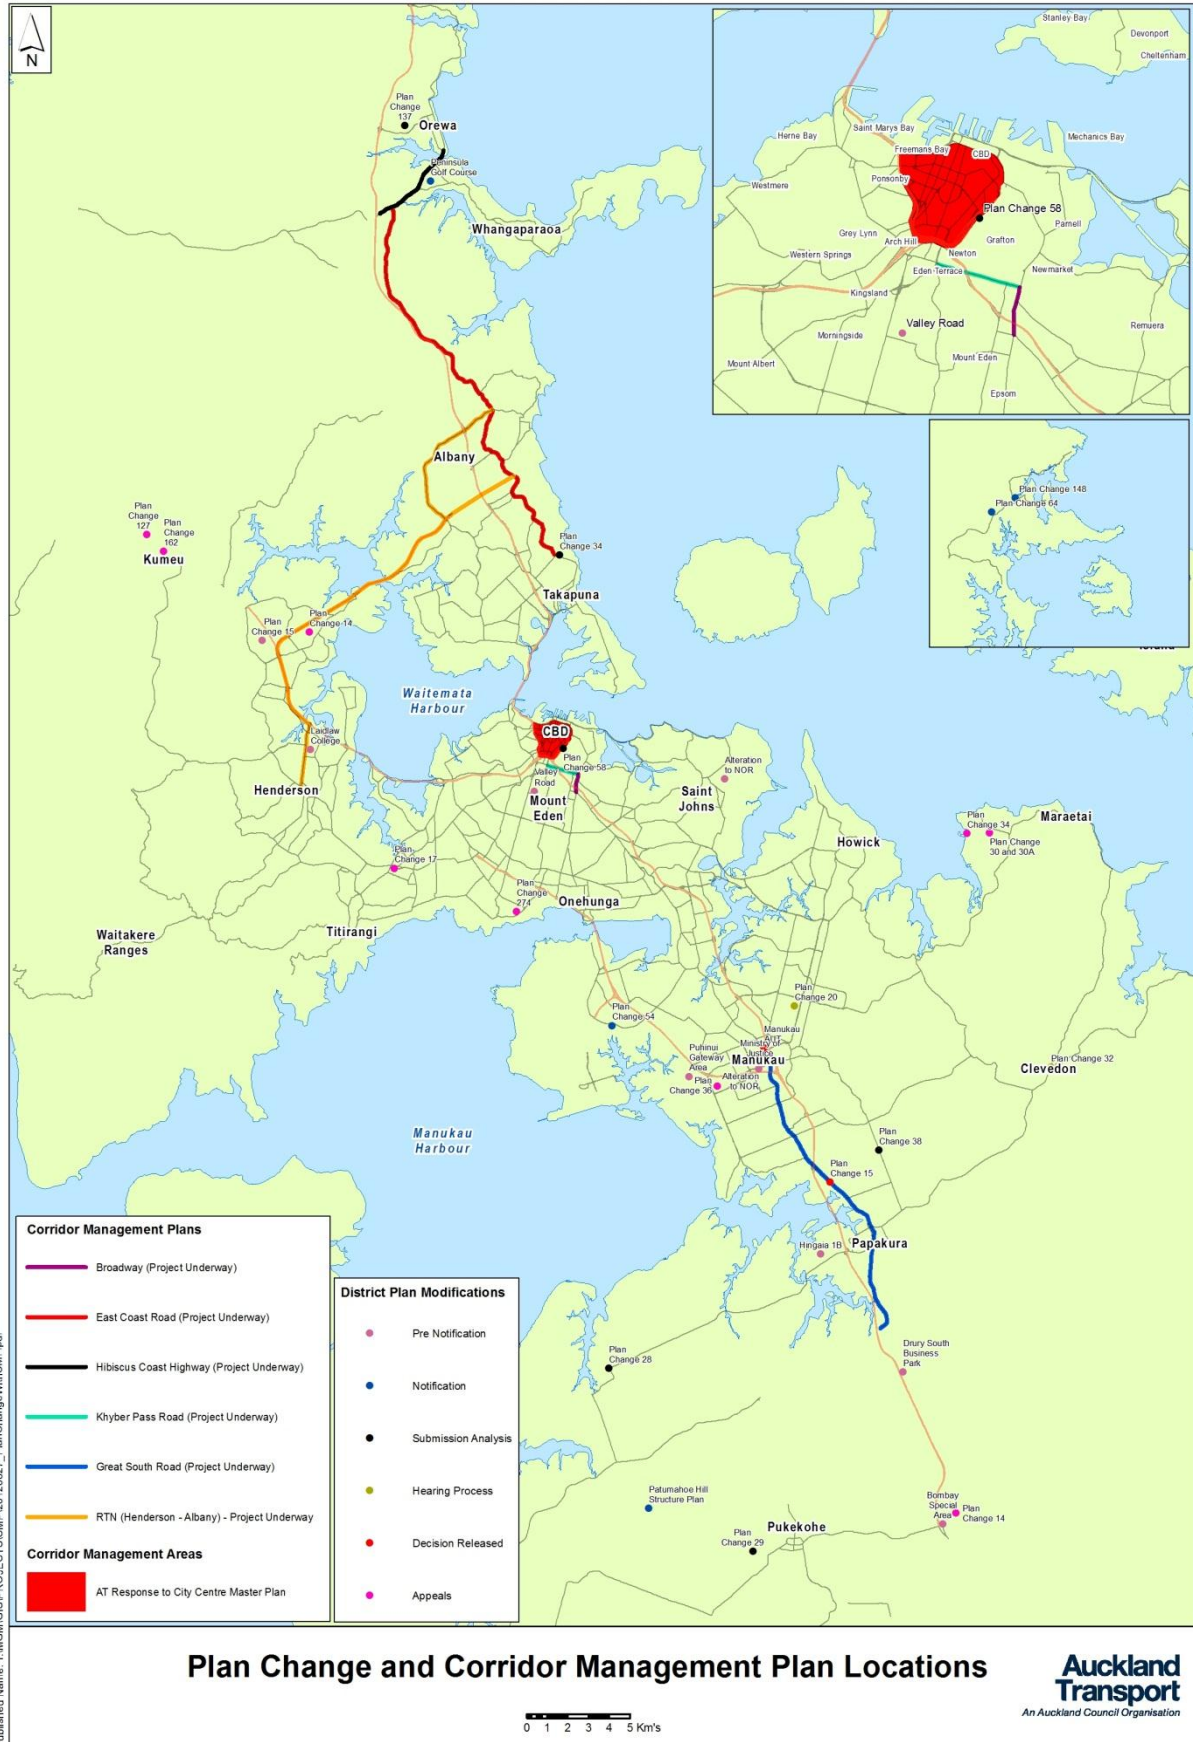 N
Plan
Change
137
Orewa
Peninsula
Golf Course
Whangaparaoa
Albany
Plan
Change
127
Plan
Change
162
Kumeu
Plan
Change 34
Takapuna
Plan
Change 15
Plan
Change 14
Waitemata
Harbour
Laidlaw
College
Henderson
CBD
Plan
Change 58
Valley
Road
Mount
Eden
Alteration
to NOR
Saint
Johns
Howick
Plan
Change 34
Plan Change
30 and 30A
Maraetai
Plan
Change 17
Plan
Change
274
Onehunga
Titirangi
Waitakere
Ranges
Plan
Change 20
Plan
Change 54
Manukau
AUT
Ministry of
Justice
Manukau
Puhinui
Gateway
Area
Plan
Change 36
Alteration
to NOR
Plan Change 32
Clevedon
Manukau
Harbour
Plan
Change 38
Plan
Change 15
Hingaia 1B
Papakura
Drury South
Business
Park
Plan
Change 28
Patumahoe Hill
Structure Plan
Bombay
Special
Area
Plan
Change 14
Plan
Change 29
Pukekohe
Stanley Bay
Devonport
Cheltenham
Herne Bay
Saint Marys Bay
Mechanics Bay
Freemans Bay
CBD
Westmere
Ponsonby
Plan Change 58
Parnell
Grey Lynn
Arch Hill
Grafton
Western Springs
Newton
Eden Terrace
Newmarket
Kingsland
Valley Road
Morningside
Remuera
Mount Albert
Mount Eden
Epsom
Plan Change 148
Plan Change 64
Corridor Management Plans
Broadway (Project Underway)
East Coast Road (Project Underway)
Hibiscus Coast Highway (Project Underway)
Khyber Pass Road (Project Underway)
Great South Road (Project Underway)
RTN (Henderson - Albany) - Project Underway
Corridor Management Areas
AT Response to City Centre Master Plan
District Plan Modifications
Pre Notification
Notification
Submission Analysis
Hearing Process
Decision Released
Appeals
Plan Change and Corridor Management Plan Locations
0 1 2 3 4 5 Km's
Auckland
Transport
An Auckland Council Organisation